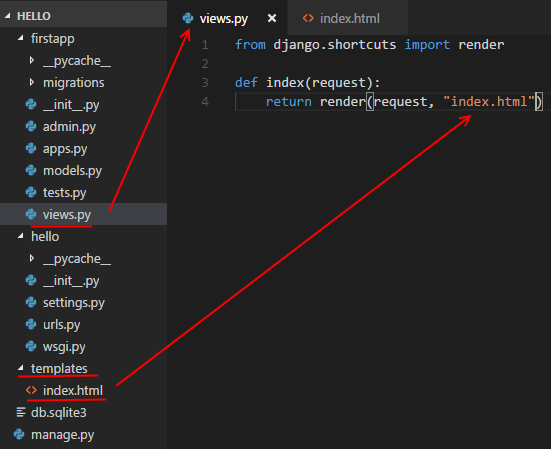 HELLO
firstapp
__pycache__
migrations
__init__.py
admin.py
apps.py
models.py
tests.py
views.py
hello
__pycache__
__init__.py
settings.py
urls.py
wsgi.py
templates
index.html
db.sqlite3
manage.py
views.py index.html
1 from django.shortcuts import render
2
3 def index(request):
4 return render(request, "index.html")